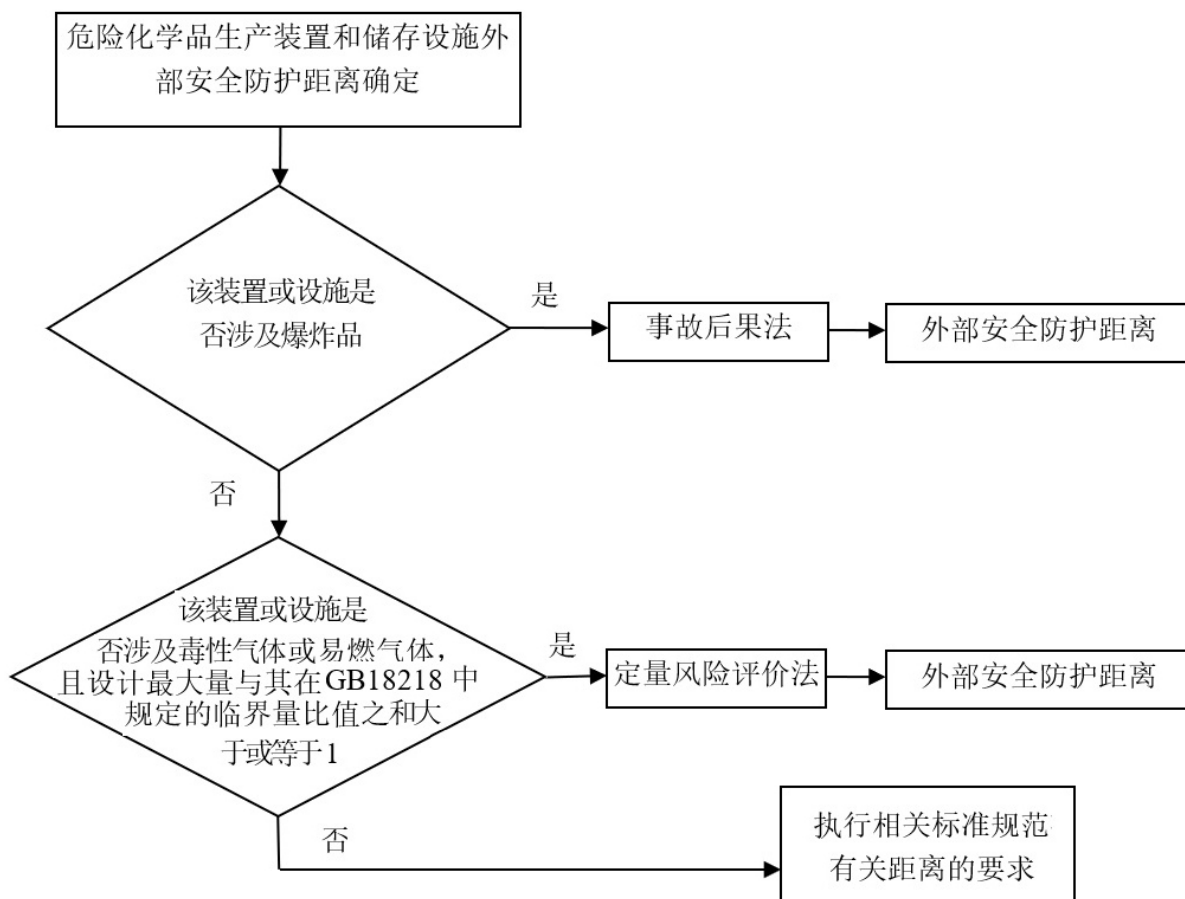 危险化学品生产装置和储存设施外
部安全防护距离确定
该装置或设施是
否涉及爆炸品
是
事故后果法
外部安全防护距离
否
该装置或设施是
否涉及毒性气体或易燃气体，
且设计最大量与其在GB18218 中
规定的临界量比值之和大
于或等于1
是
定量风险评价法
外部安全防护距离
否
执行相关标准规范
有关距离的要求